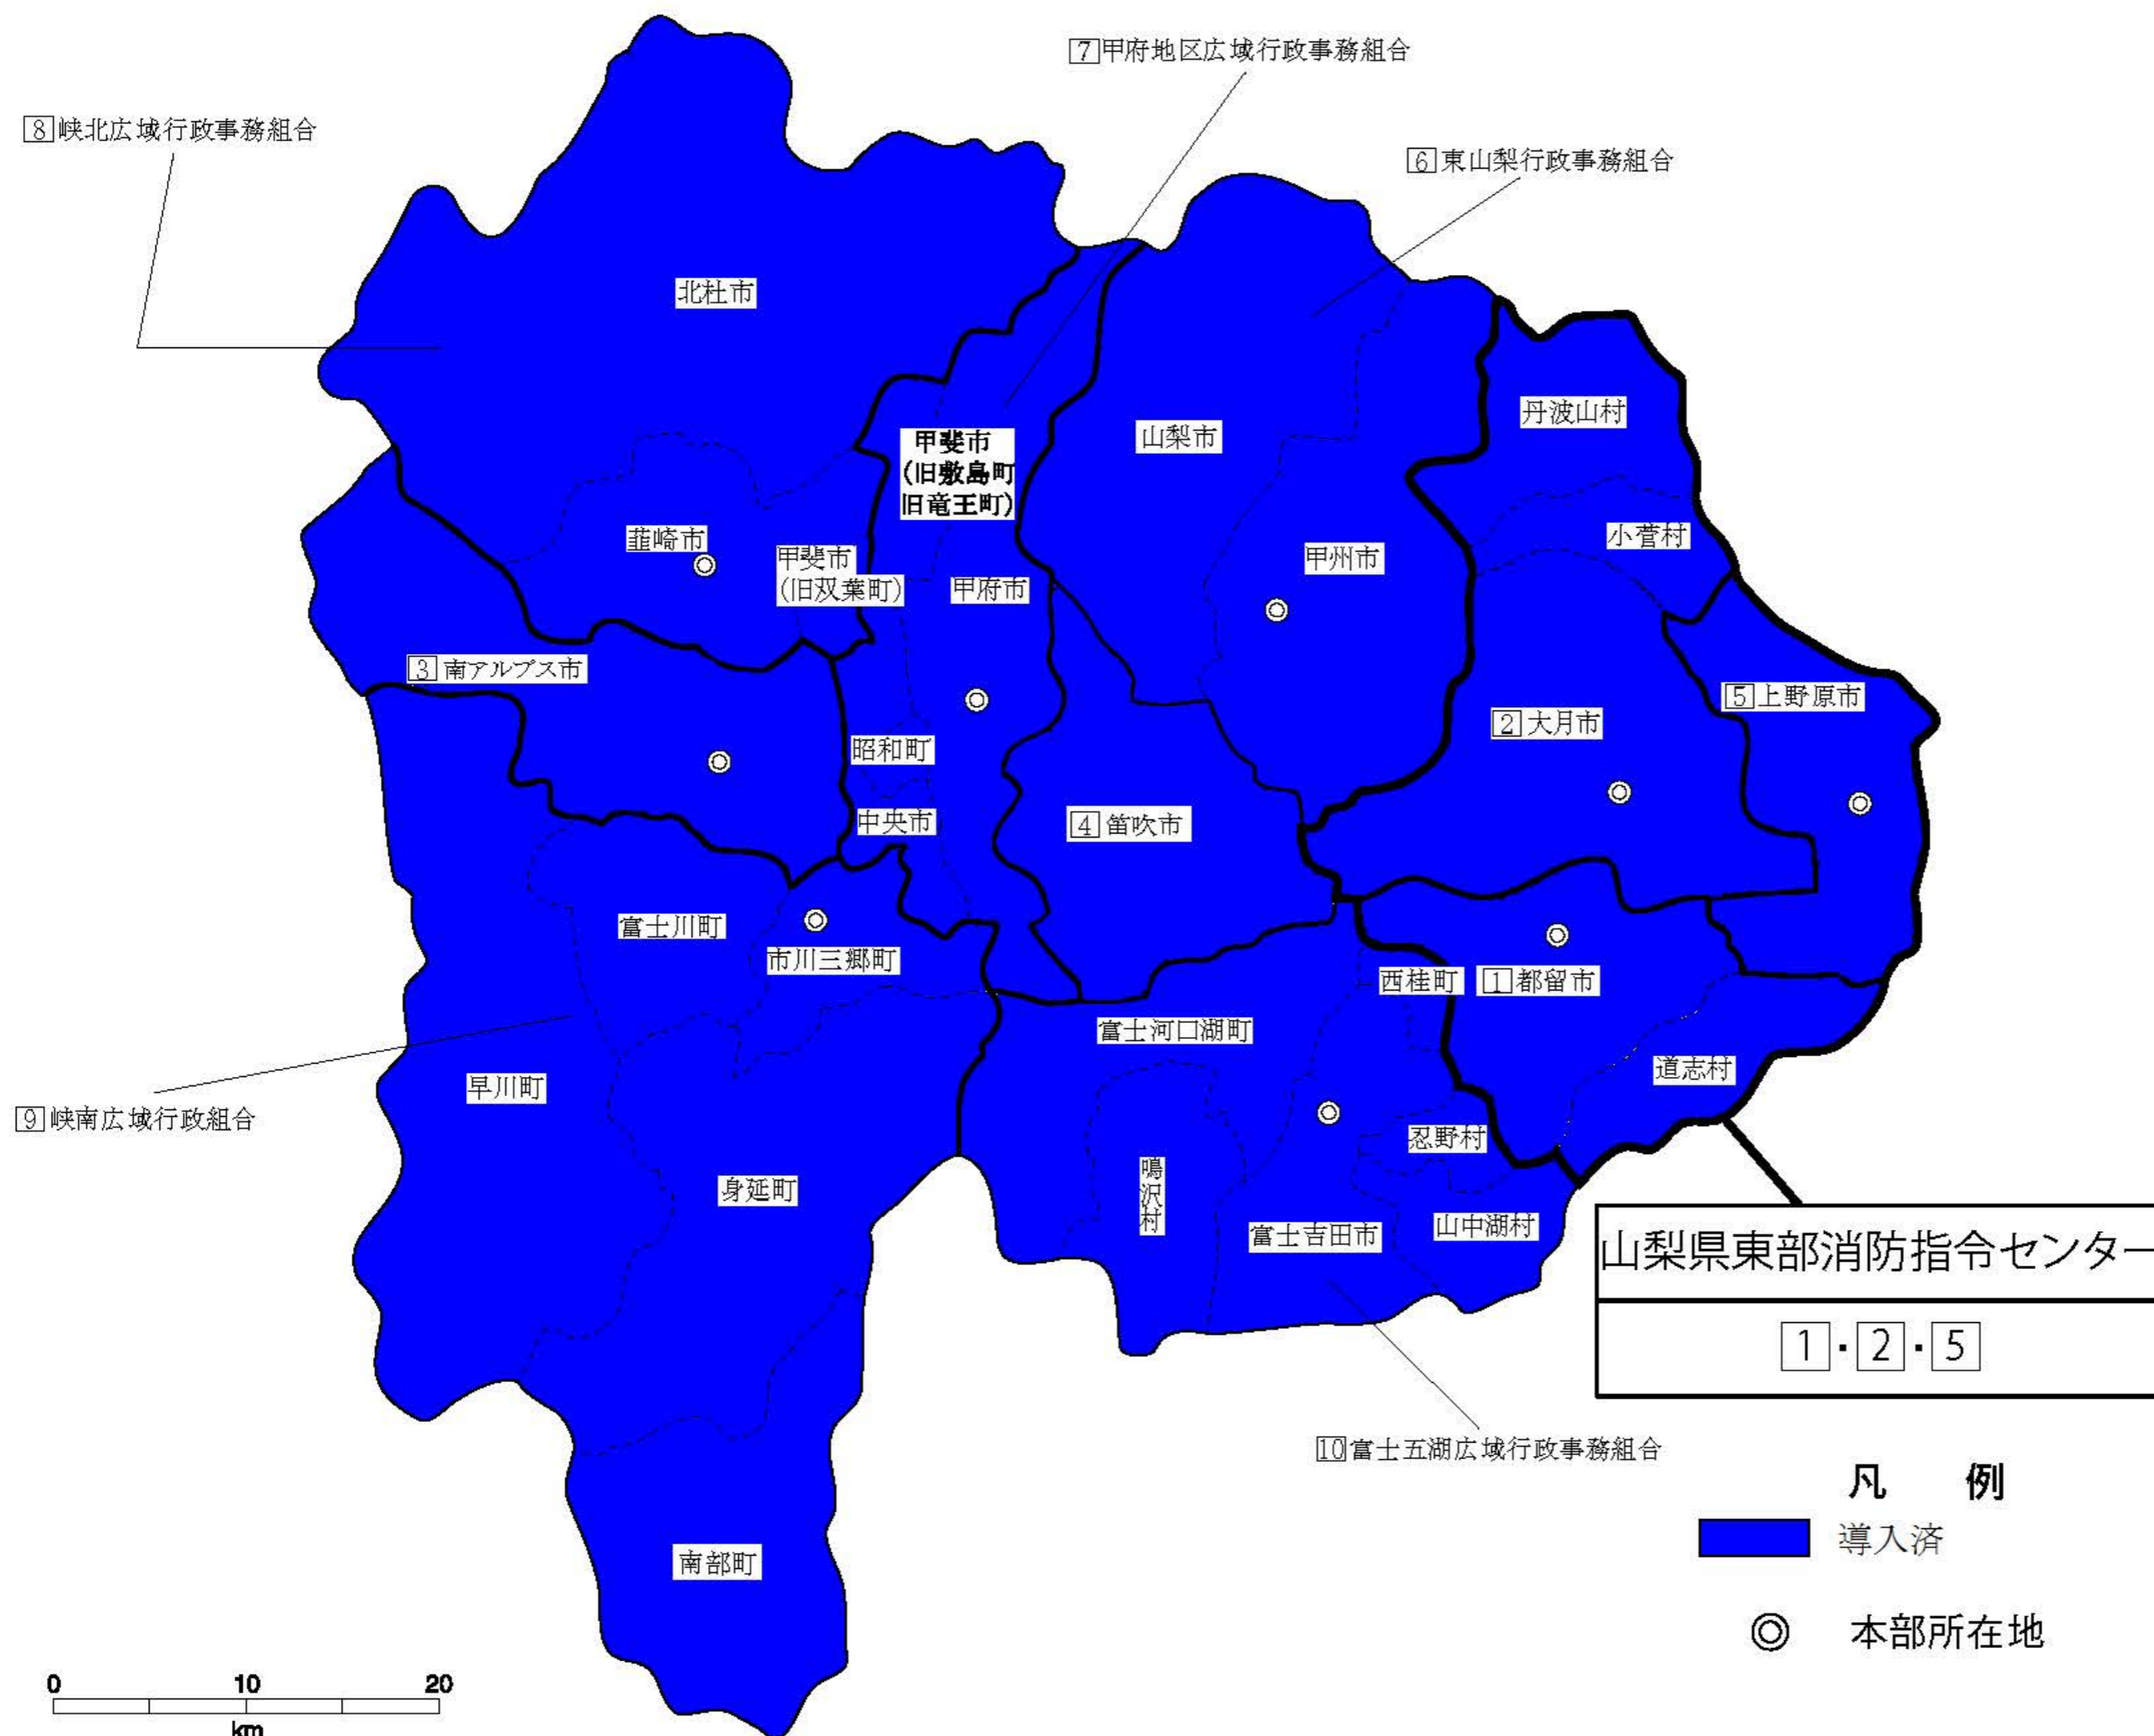 7 甲府地区広域行政事務組合
8 峡北広域行政事務組合
6 東山梨行政事務組合
北杜市
丹波山村
山梨市
甲斐市
(旧敷島町
旧竜王町)
小菅村
韮崎市
甲斐市
(旧双葉町)
甲府市
甲州市
3 南アルプス市
5 上野原市
2 大月市
昭和町
中央市
4 笛吹市
富士川町
市川三郷町
西桂町
1 都留市
富士河口湖町
道志村
早川町
9 峡南広域行政組合
忍野村
身延町
鳴沢村
富士吉田市
山中湖村
山梨県東部消防指令センター
1・2・5
10 富士五湖広域行政事務組合
凡 例
導入済
南部町
本部所在地
0 10 20
km